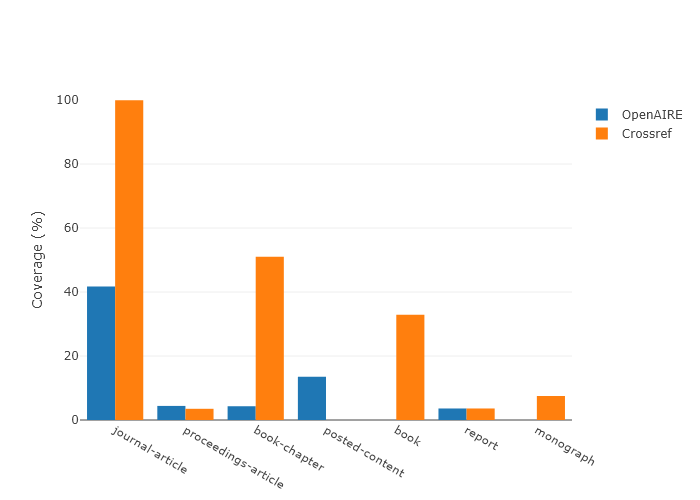 OpenAIRE
Crossref
Coverage (%)
100
80
60
40
20
0
journal-article
proceedings-article
book-chapter
posted-content
book
report
monograph